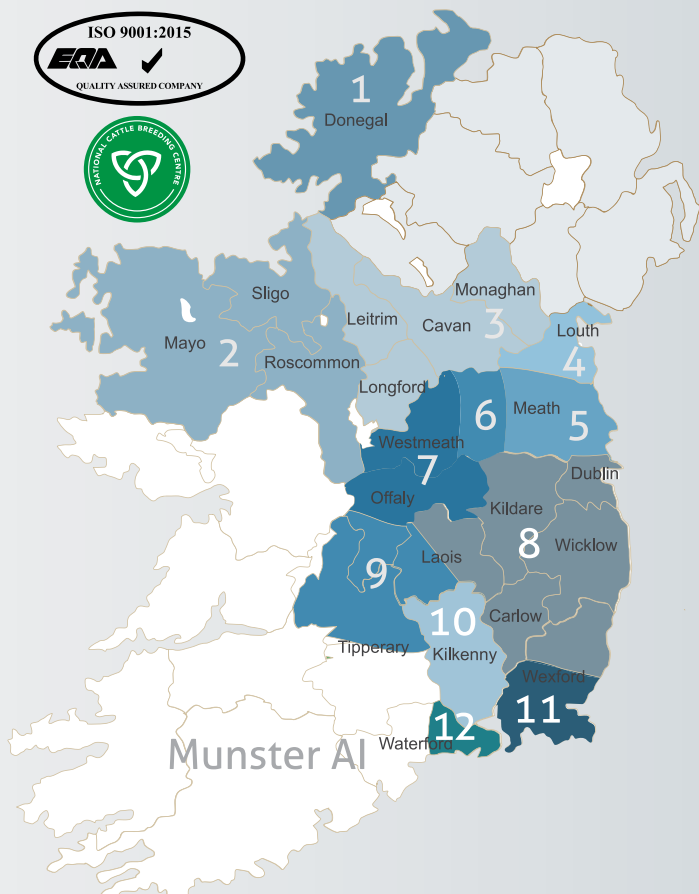 ISO 9001:2015
EQA
QUALITY ASSURED COMPANY
NATIONAL CATTLE BREEDING CENTRE
1
Donegal
Monaghan
Sligo
Leitrim
Cavan
3
Louth
Mayo
2
Roscommon
4
Longford
6
Meath
5
Westmeath
7
Dublin
Offaly
Kildare
8
Wicklow
Laois
9
10
Carlow
Tipperary
Kilkenny
Wexford
11
12
Waterford
Munster AI